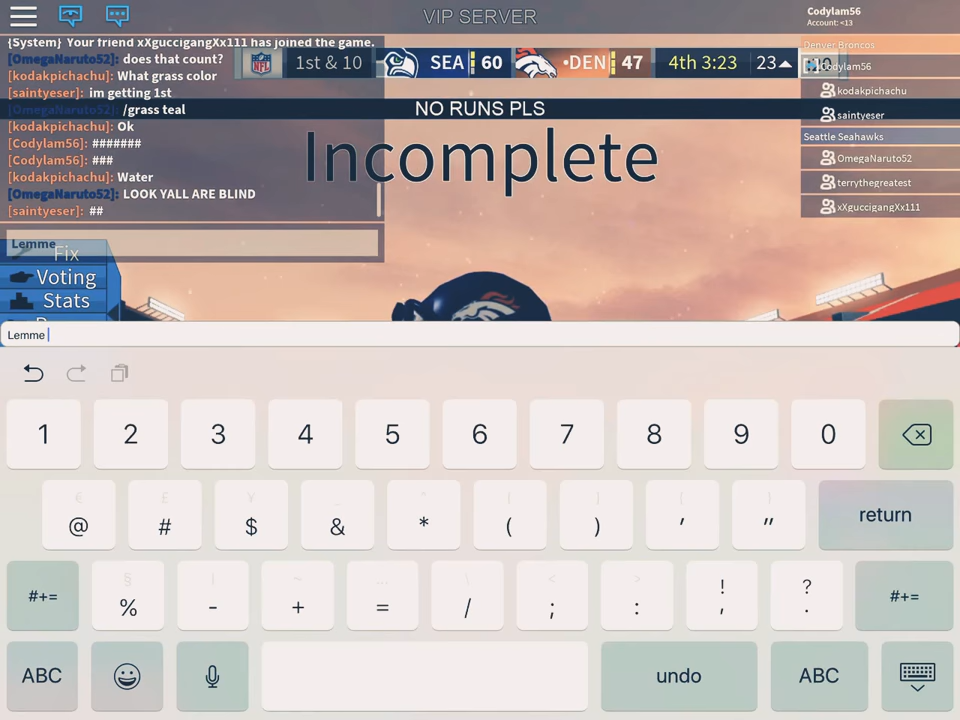 VIP SERVER
Codylam56
Account: <13
{System} Your friend xXguccigangXx111 has joined the game.
[OmegaNaruto52]: does that count?
[kodakpichachu]: What grass color
[saintyeser]: im getting 1st
[OmegaNaruto52]: /grass teal
[kodakpichachu]: Ok
[Codylam56]: #######
[Codylam56]: ###
[kodakpichachu]: Water
[OmegaNaruto52]: LOOK YALL ARE BLIND
[saintyeser]: ##
Lemme
NFL
1st & 10
SEA 60
•DEN 47
4th 3:23
23
NO RUNS PLS
Incomplete
Denver Broncos
Codylam56
kodakpichachu
saintyeser
Seattle Seahawks
OmegaNaruto52
terrythegreatest
xXguccigangXx111
Fix
Voting
Stats
Lemme
1 2 3 4 5 6 7 8 9 0
€ £ ¥ _ ^ [ ] { }
@ # $ & * ( ) ' "
return
§ | ~ … \ < > ! ?
#+= % - + = / ; : , . #+=
ABC
undo
ABC